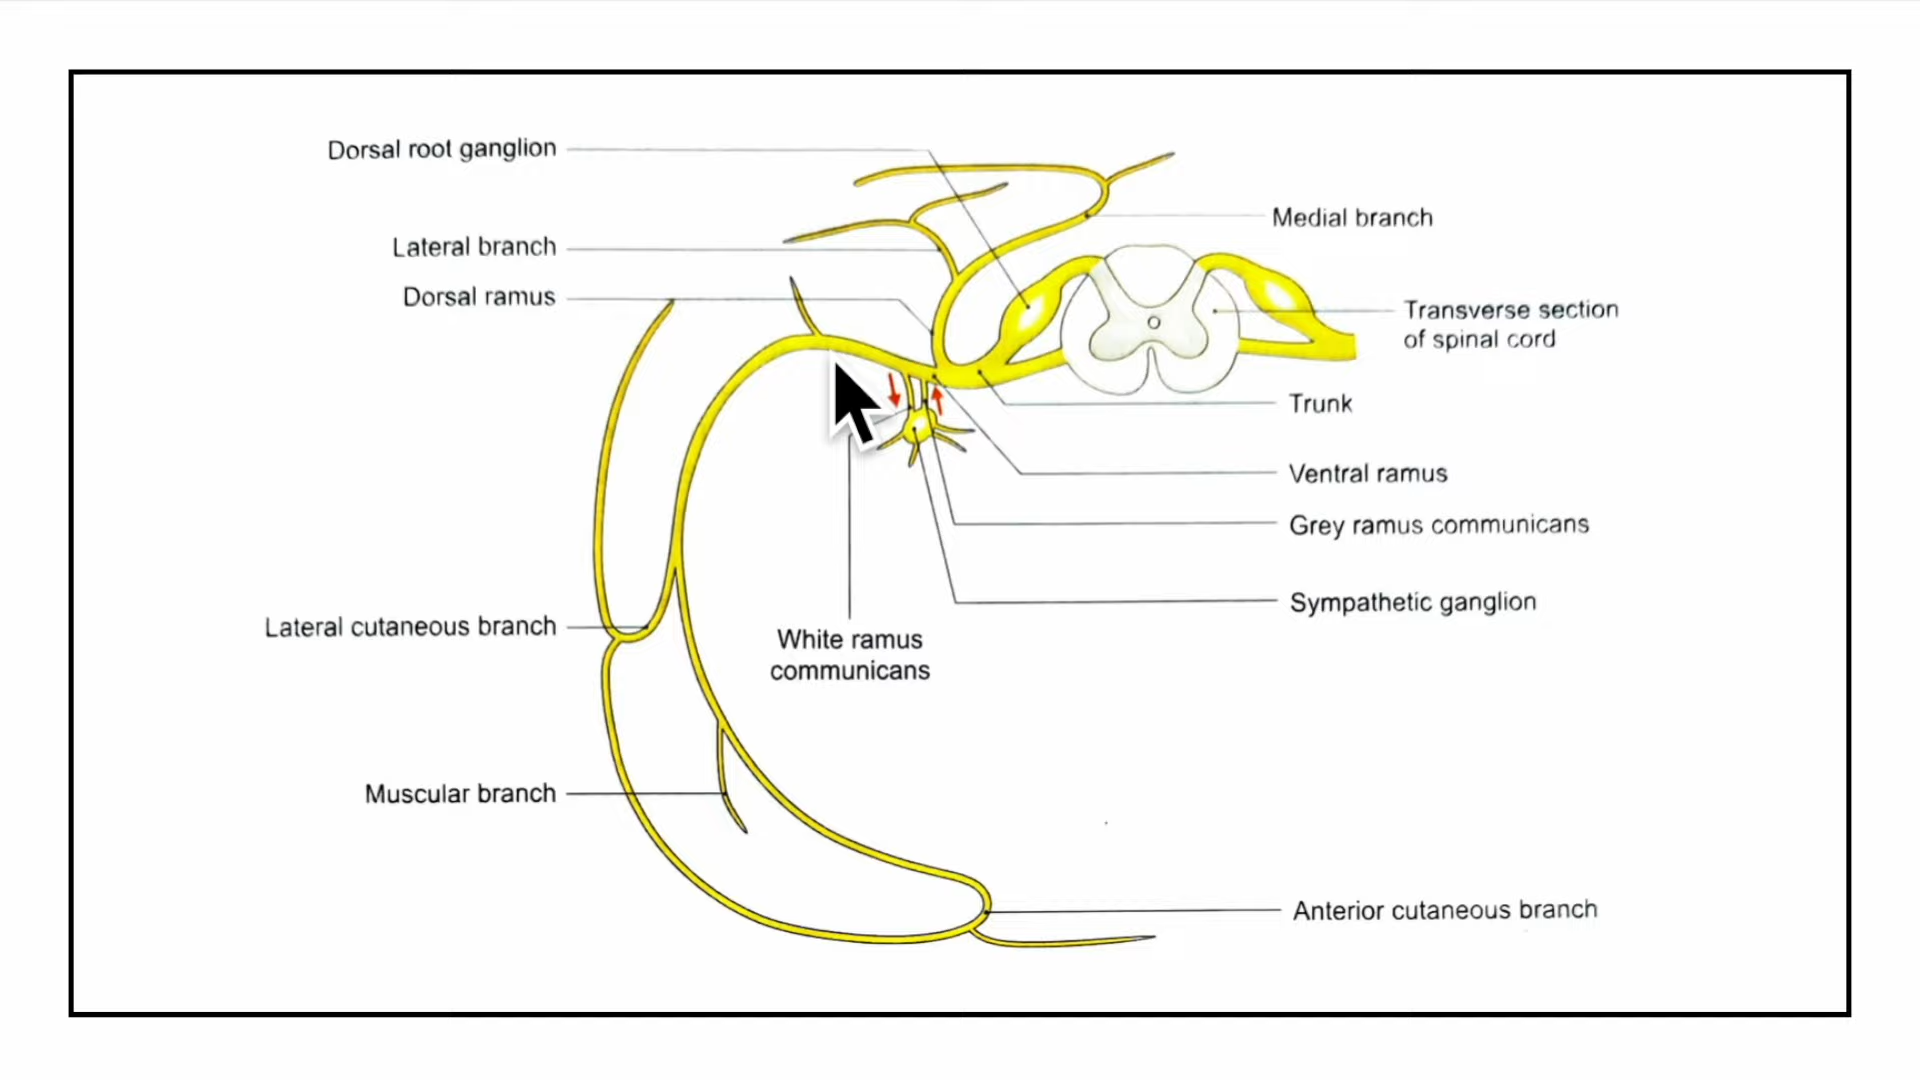 Dorsal root ganglion
Medial branch
Lateral branch
Dorsal ramus
Transverse section
of spinal cord
Trunk
Ventral ramus
Grey ramus communicans
Sympathetic ganglion
Lateral cutaneous branch
White ramus
communicans
Muscular branch
Anterior cutaneous branch